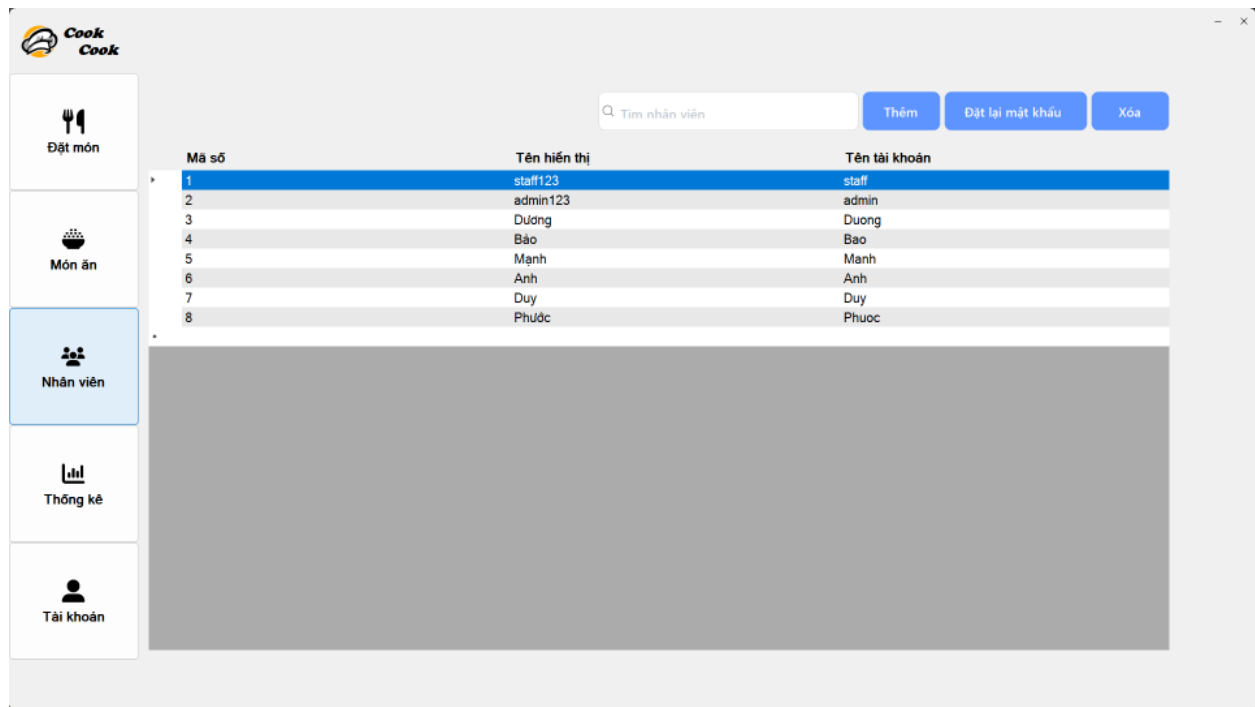 Cook
Cook
Tìm nhân viên
Thêm
Đặt lại mật khẩu
Xóa
Đặt món
Món ăn
Nhân viên
Thống kê
Tài khoản
Mã số Tên hiển thị Tên tài khoản
1 staff123 staff
2 admin123 admin
3 Dương Duong
4 Bảo Bao
5 Mạnh Manh
6 Anh Anh
7 Duy Duy
8 Phước Phuoc